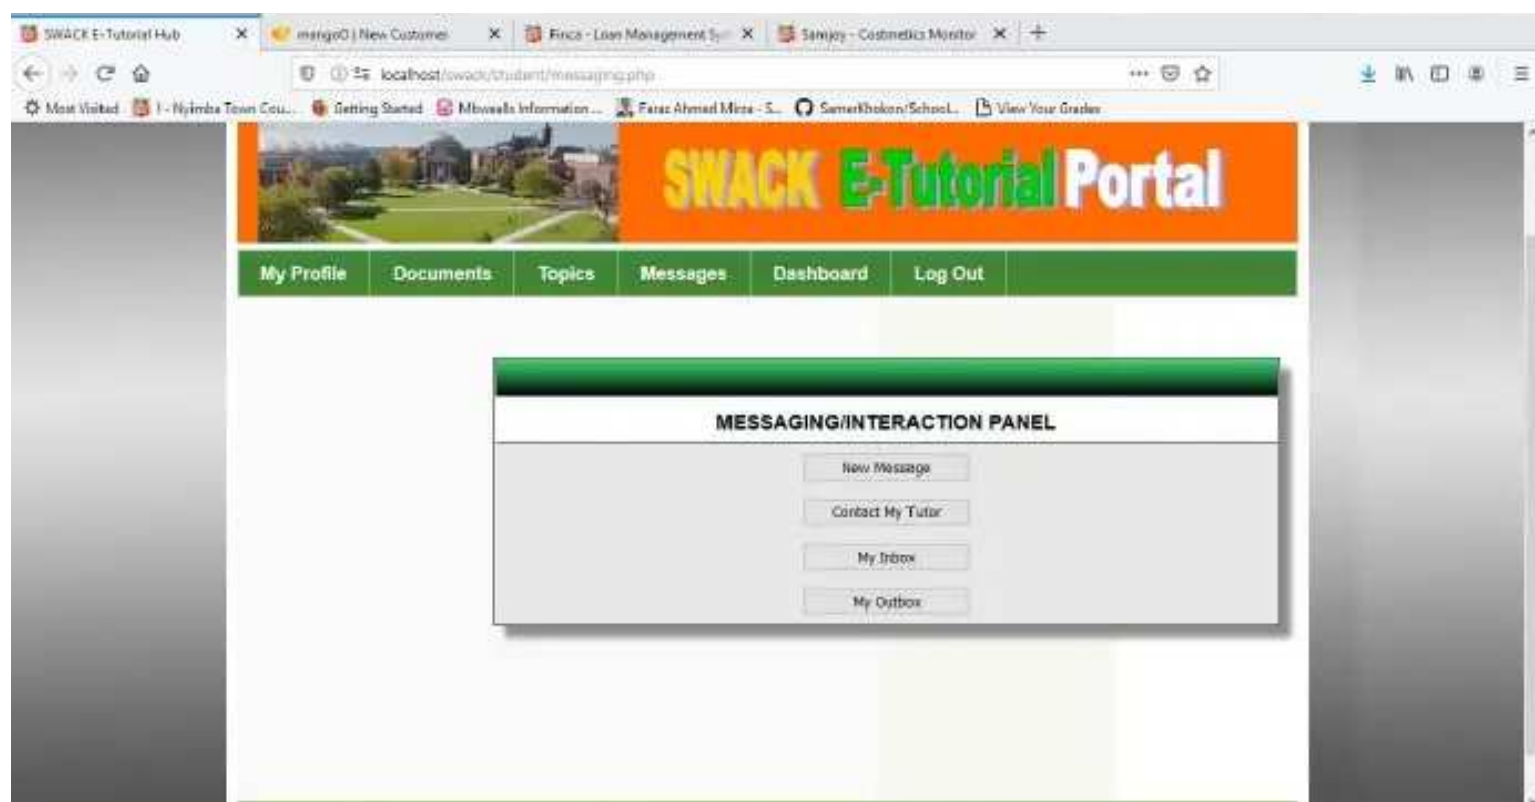 SWACK E-Tutorial Hub
mango0 | New Customer
Finca - Loan Management Sy
Samjoy - Costmetics Monitor
localhost/swack/student/messaging.php
Most Visited
! - Nyimba Town Cou...
Getting Started
Information ...
Faraz Ahmad Mirza - S...
SamerKhokon/School...
View Your Grades
SWACK E-Tutorial Portal
My Profile
Documents
Topics
Messages
Dashboard
Log Out
MESSAGING/INTERACTION PANEL
New Message
Contact My Tutor
My Inbox
My Outbox